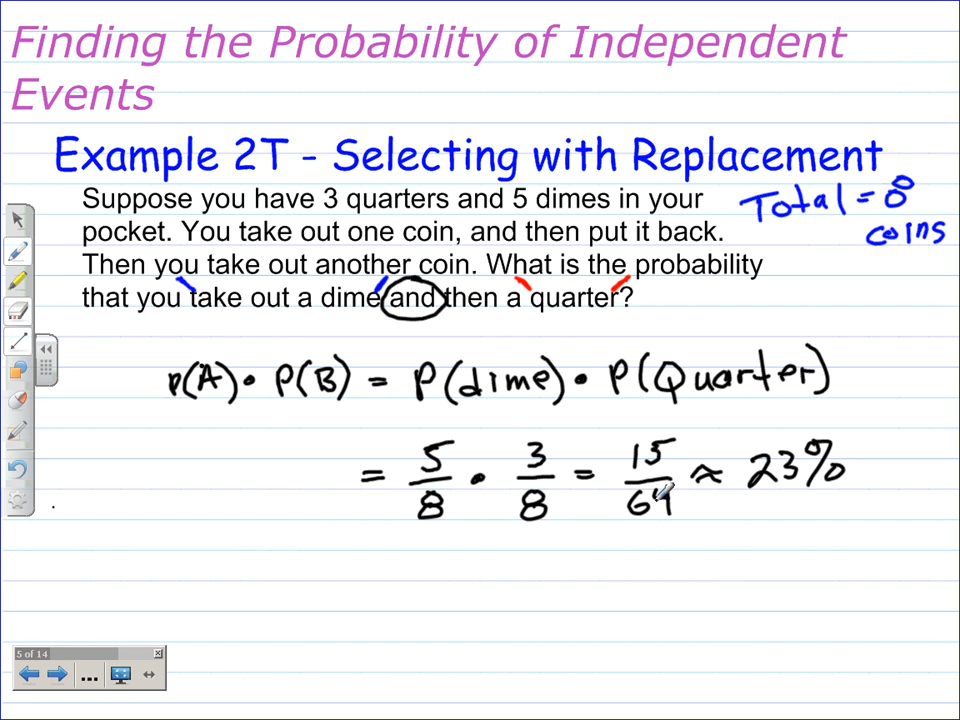 Finding the Probability of Independent
Events
Example 2T - Selecting with Replacement
Suppose you have 3 quarters and 5 dimes in your
pocket. You take out one coin, and then put it back.
Then you take out another coin. What is the probability
that you take out a dime and then a quarter?
Total = 8
coins
P(A) • P(B) = P(dime) • P(Quarter)
= 5/8 • 3/8 = 15/64 ≈ 23%
.
5 of 14
...